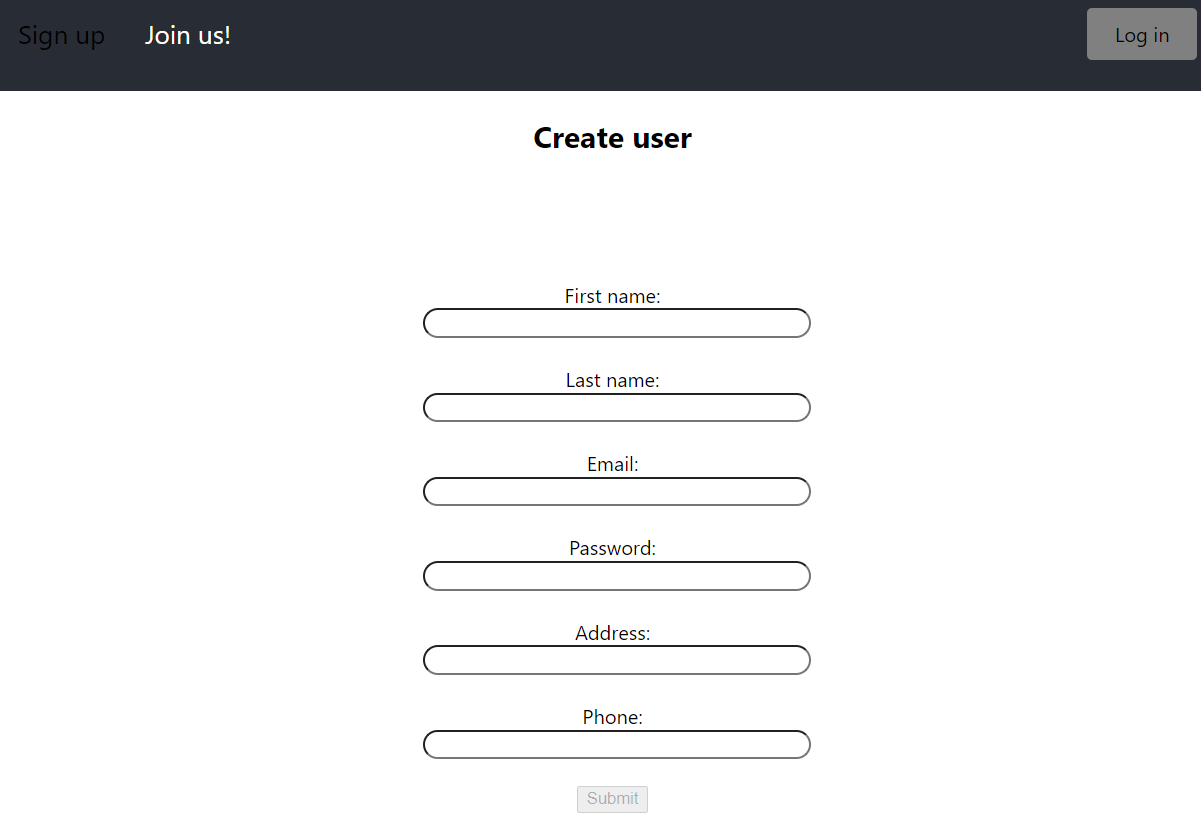 Sign up Join us! Log in
Create user
First name:
Last name:
Email:
Password:
Address:
Phone:
Submit